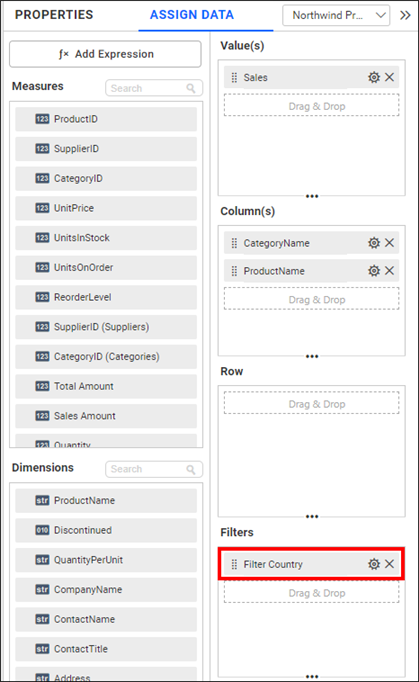 PROPERTIES
ASSIGN DATA
Northwind Pr...
ƒx Add Expression
Measures
Search
123 ProductID
123 SupplierID
123 CategoryID
123 UnitPrice
123 UnitsInStock
123 UnitsOnOrder
123 ReorderLevel
123 SupplierID (Suppliers)
123 CategoryID (Categories)
123 Total Amount
123 Sales Amount
123 Quantity
Dimensions
Search
str ProductName
010 Discontinued
str QuantityPerUnit
str CompanyName
str ContactName
str ContactTitle
str Address
Value(s)
Sales
Drag & Drop
Column(s)
CategoryName
ProductName
Drag & Drop
Row
Drag & Drop
Filters
Filter Country
Drag & Drop